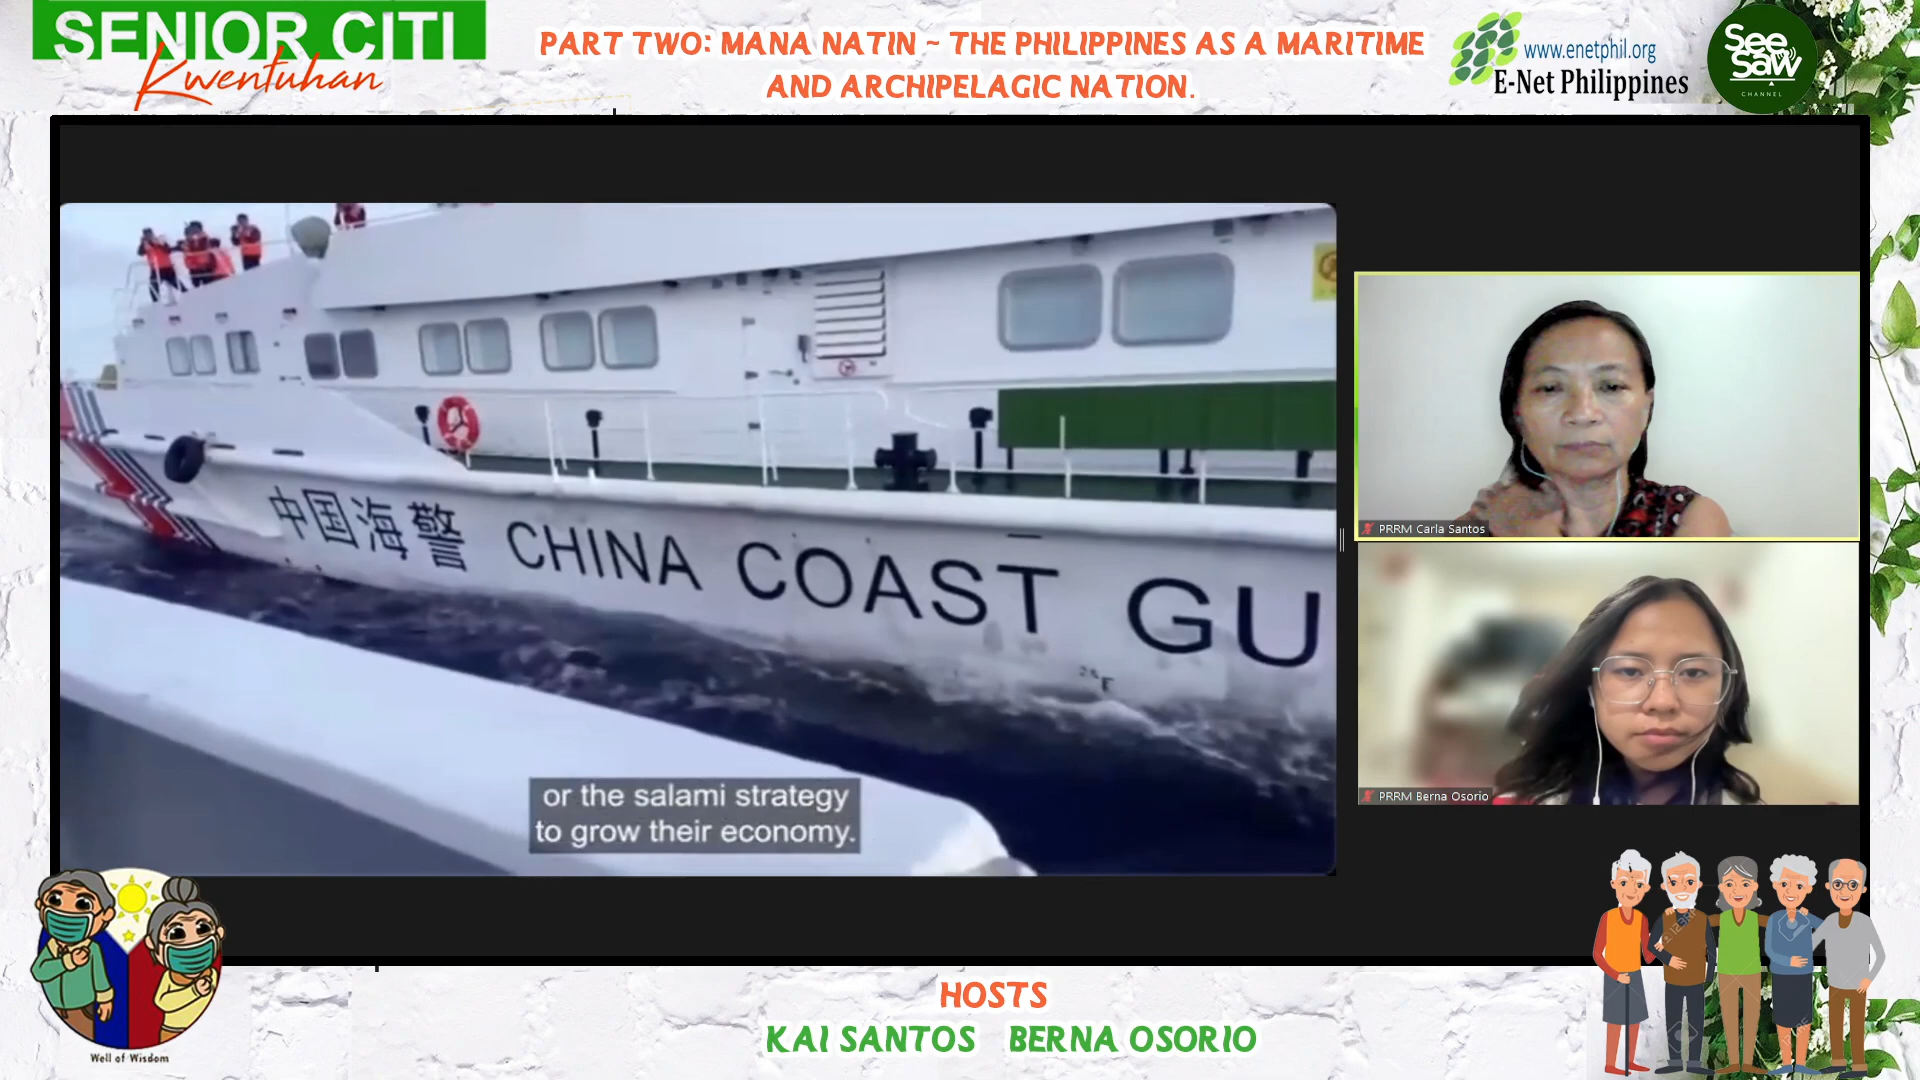 SENIOR CITI
Kwentuhan
PART TWO: MANA NATIN ~ THE PHILIPPINES AS A MARITIME
AND ARCHIPELAGIC NATION.
www.enetphil.org
E-Net Philippines
See
Saw
CHANNEL
中国海警 CHINA COAST GU
or the salami strategy
to grow their economy.
PRRM Carla Santos
PRRM Berna Osorio
Well of Wisdom
HOSTS
KAI SANTOS BERNA OSORIO